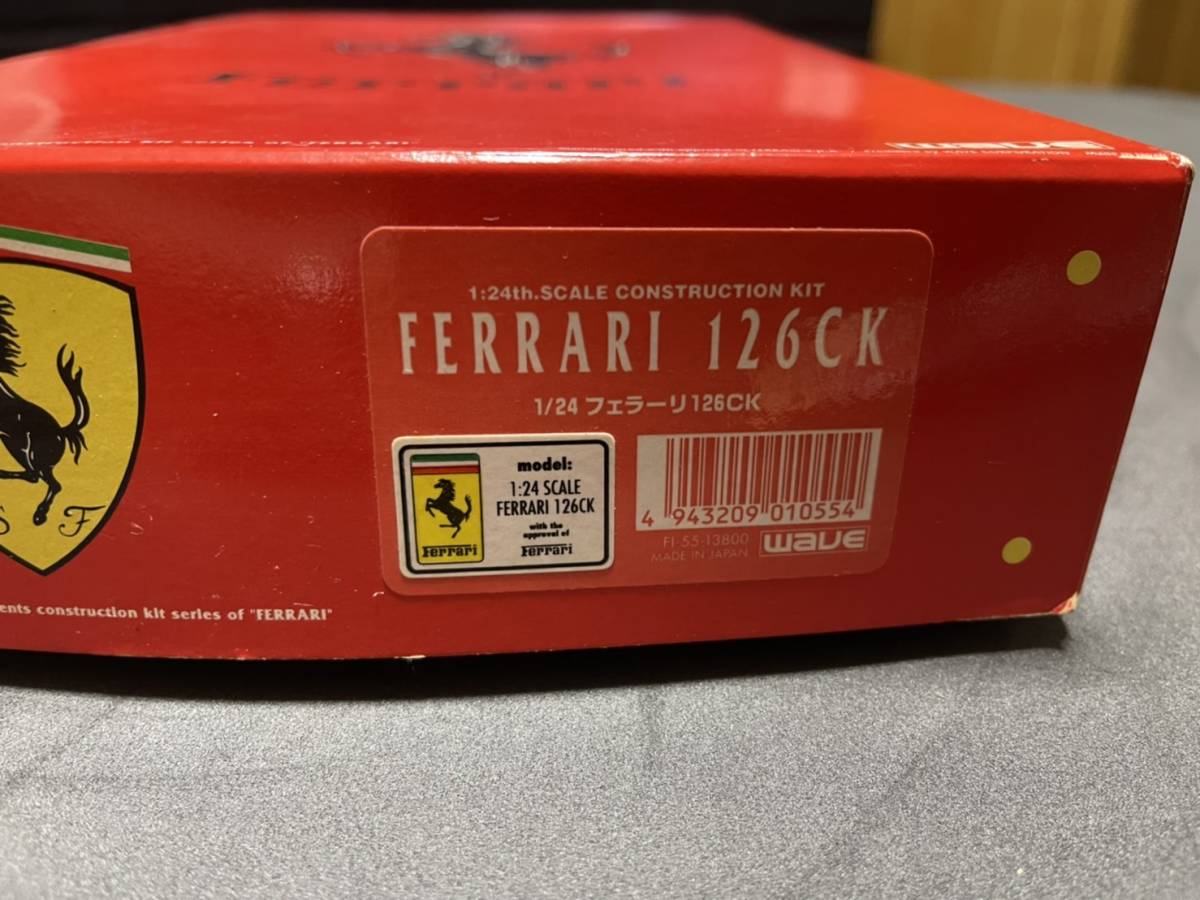 1:24th.SCALE CONSTRUCTION KIT
FERRARI 126CK
1/24 フェラーリ126CK
model:
1:24 SCALE
FERRARI 126CK
with the
approval of
Ferrari
Ferrari
4 943209 010554
FI-55-13800
MADE IN JAPAN
WAVE
S F
ents construction kit series of "FERRARI"